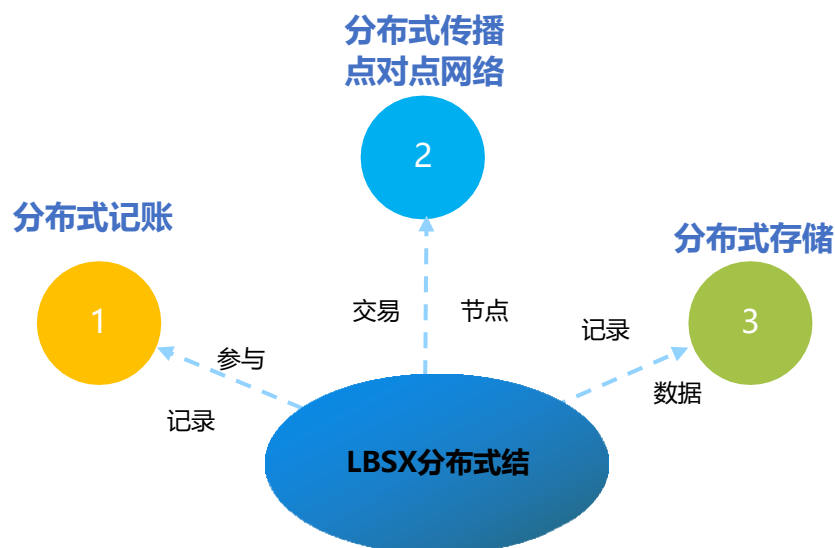 分布式传播
点对点网络
2
分布式记账
分布式存储
1
3
交易
节点
记录
参与
数据
记录
LBSX分布式结